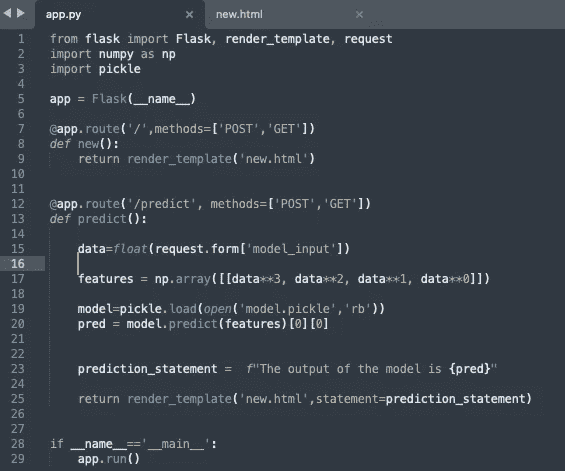 app.py × new.html ×
1 from flask import Flask, render_template, request
2 import numpy as np
3 import pickle
4
5 app = Flask(__name__)
6
7 @app.route('/',methods=['POST','GET'])
8 def new():
9     return render_template('new.html')
10
11
12 @app.route('/predict', methods=['POST','GET'])
13 def predict():
14
15     data=float(request.form['model_input'])
16
17     features = np.array([[data**3, data**2, data**1, data**0]])
18
19     model=pickle.load(open('model.pickle','rb'))
20     pred = model.predict(features)[0][0]
21
22
23     prediction_statement =  f"The output of the model is {pred}"
24
25     return render_template('new.html',statement=prediction_statement)
26
27
28 if __name__=='__main__':
29     app.run()